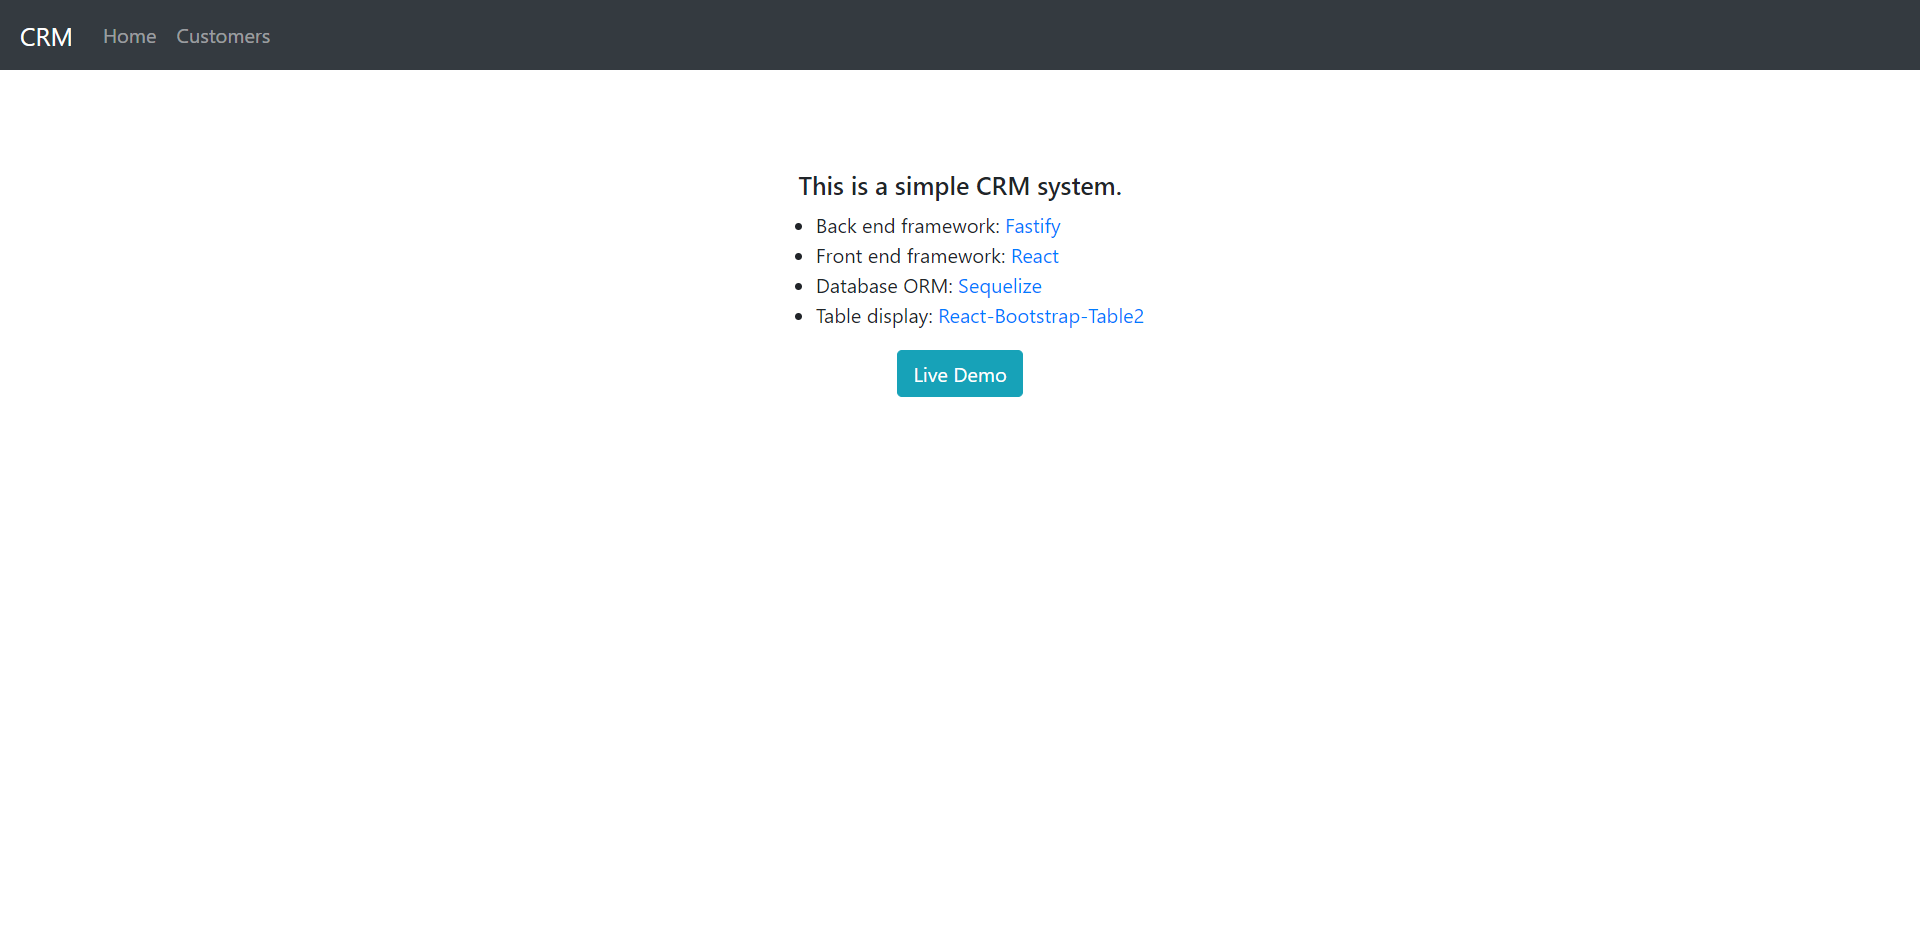 CRM Home Customers
This is a simple CRM system.
Back end framework: Fastify
Front end framework: React
Database ORM: Sequelize
Table display: React-Bootstrap-Table2
Live Demo